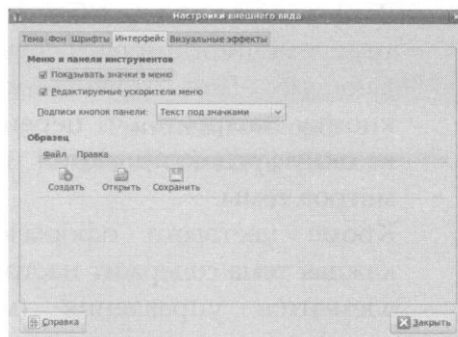 Настройки внешнего вида
Тема Фон Шрифты Интерфейс Визуальные эффекты
Меню и панели инструментов
Показывать значки в меню
Редактируемые ускорители меню
Подписи кнопок панели: Текст под значками
Образец
Файл Правка
Создать Открыть Сохранить
Справка Закрыть